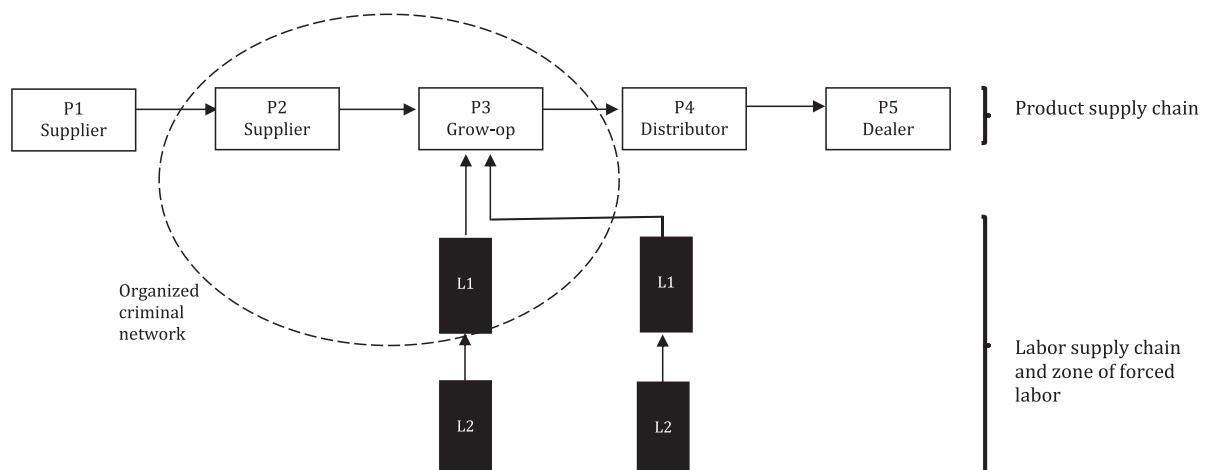 P1
Supplier
P2
Supplier
P3
Grow-op
P4
Distributor
P5
Dealer
Product supply chain
L1
L1
Organized
criminal
network
Labor supply chain
and zone of forced
labor
L2
L2